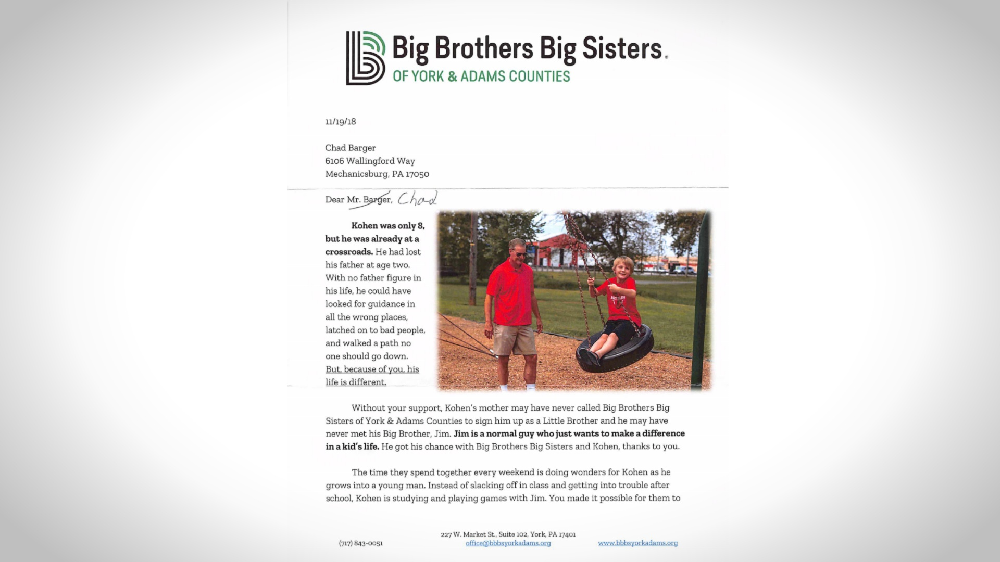 Big Brothers Big Sisters®
OF YORK & ADAMS COUNTIES
11/19/18
Chad Barger
6106 Wallingford Way
Mechanicsburg, PA 17050
Dear Mr. Barger, Chad
Kohen was only 8,
but he was already at a
crossroads. He had lost
his father at age two.
With no father figure in
his life, he could have
looked for guidance in
all the wrong places,
latched on to bad people,
and walked a path no
one should go down.
But, because of you, his
life is different.
Without your support, Kohen's mother may have never called Big Brothers Big
Sisters of York & Adams Counties to sign him up as a Little Brother and he may have
never met his Big Brother, Jim. Jim is a normal guy who just wants to make a difference
in a kid's life. He got his chance with Big Brothers Big Sisters and Kohen, thanks to you.
The time they spend together every weekend is doing wonders for Kohen as he
grows into a young man. Instead of slacking off in class and getting into trouble after
school, Kohen is studying and playing games with Jim. You made it possible for them to
227 W. Market St., Suite 102, York, PA 17401
(717) 843-0051 office@bbbsyorkadams.org www.bbbsyorkadams.org